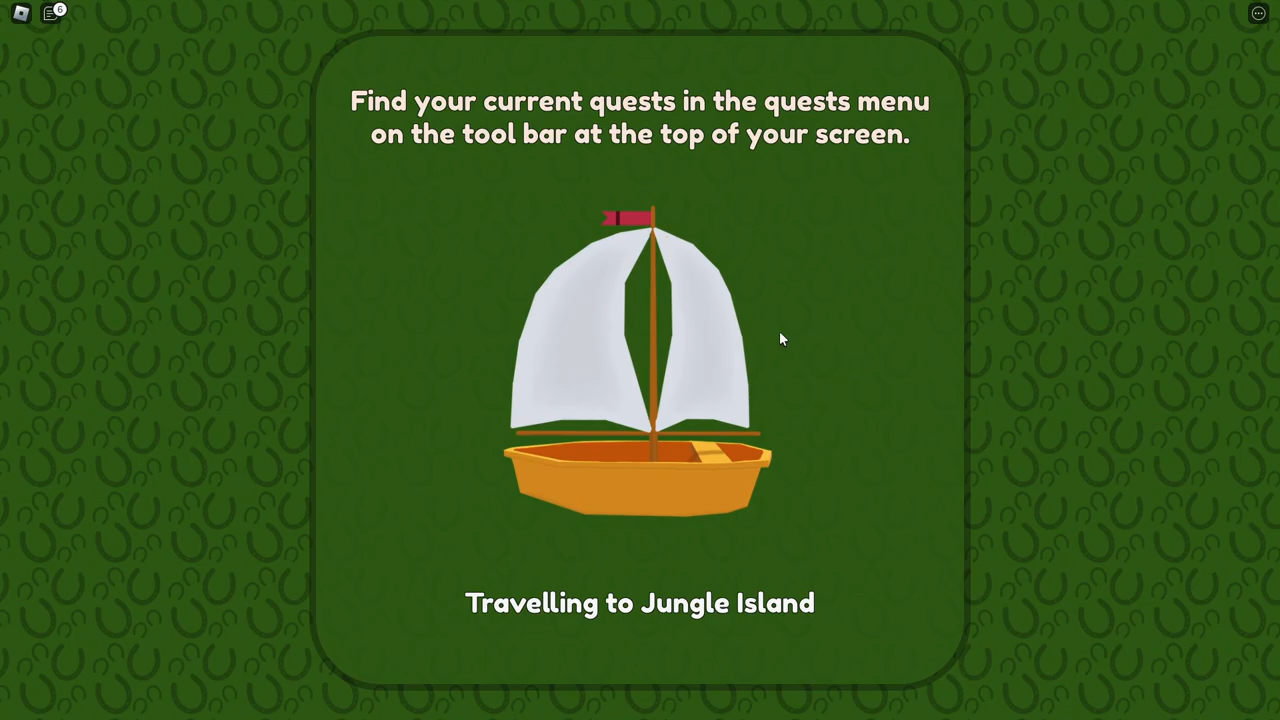 6
Find your current quests in the quests menu
on the tool bar at the top of your screen.
Travelling to Jungle Island